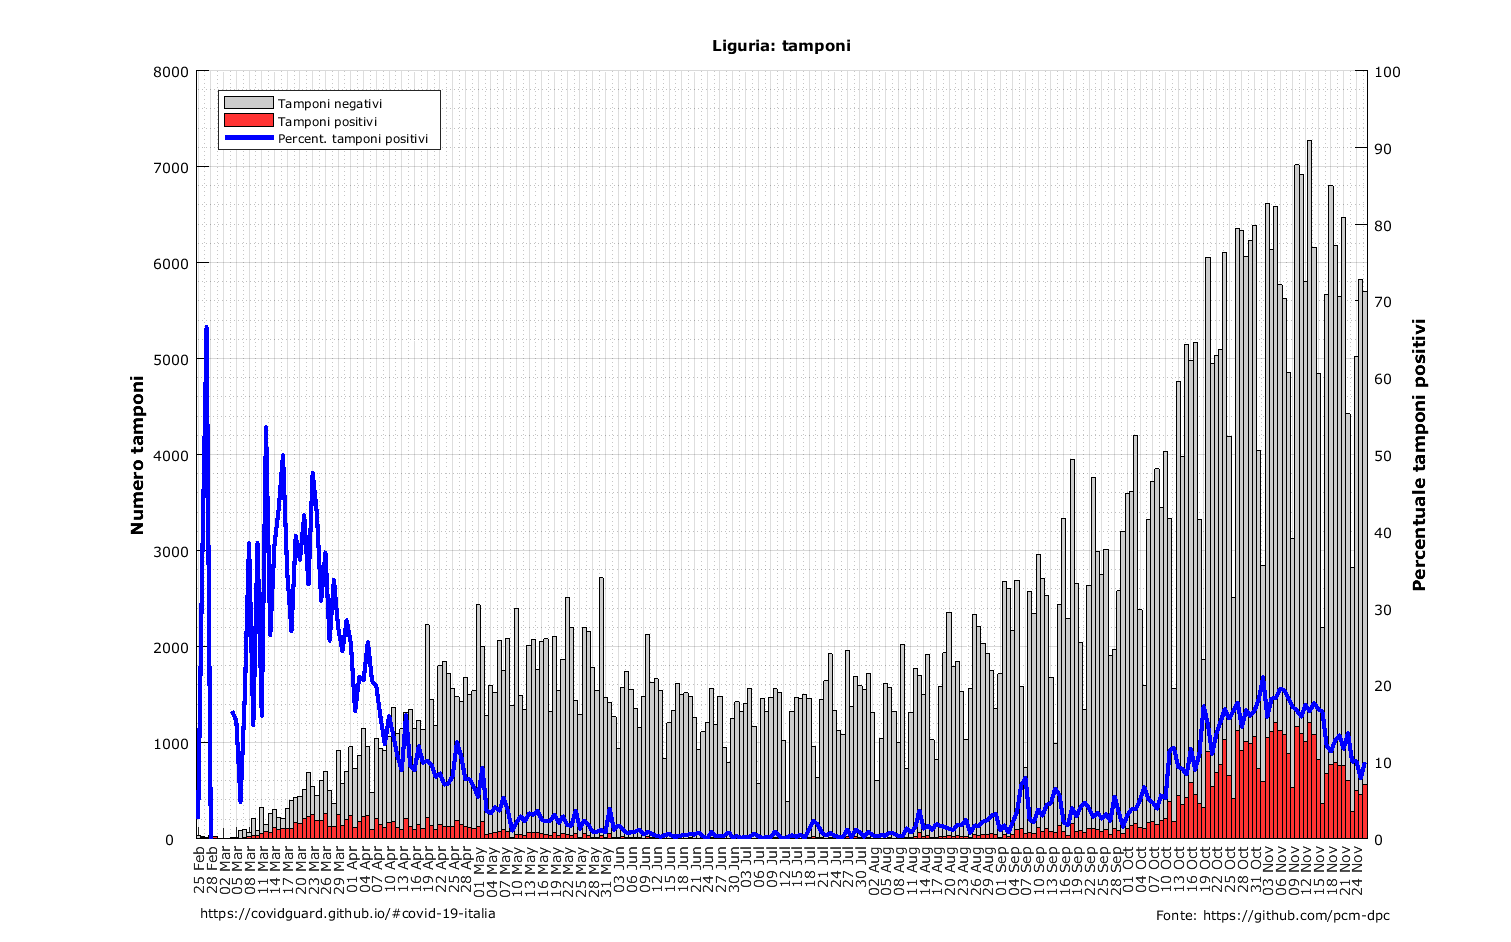 Liguria: tamponi
8000
7000
6000
5000
4000
3000
2000
1000
0
100
90
80
70
60
50
40
30
20
10
0
Tamponi negativi
Tamponi positivi
Percent. tamponi positivi
Numero tamponi
Percentuale tamponi positivi
25 Feb
28 Feb
02 Mar
05 Mar
08 Mar
11 Mar
14 Mar
17 Mar
20 Mar
23 Mar
26 Mar
29 Mar
01 Apr
04 Apr
07 Apr
10 Apr
13 Apr
16 Apr
19 Apr
22 Apr
25 Apr
28 Apr
01 May
04 May
07 May
10 May
13 May
16 May
19 May
22 May
25 May
28 May
31 May
03 Jun
06 Jun
09 Jun
12 Jun
15 Jun
18 Jun
21 Jun
24 Jun
27 Jun
30 Jun
03 Jul
06 Jul
09 Jul
12 Jul
15 Jul
18 Jul
21 Jul
24 Jul
27 Jul
30 Jul
02 Aug
05 Aug
08 Aug
11 Aug
14 Aug
17 Aug
20 Aug
23 Aug
26 Aug
29 Aug
01 Sep
04 Sep
07 Sep
10 Sep
13 Sep
16 Sep
19 Sep
22 Sep
25 Sep
28 Sep
01 Oct
04 Oct
07 Oct
10 Oct
13 Oct
16 Oct
19 Oct
22 Oct
25 Oct
28 Oct
31 Oct
03 Nov
06 Nov
09 Nov
12 Nov
15 Nov
18 Nov
21 Nov
24 Nov
https://covidguard.github.io/#covid-19-italia
Fonte: https://github.com/pcm-dpc